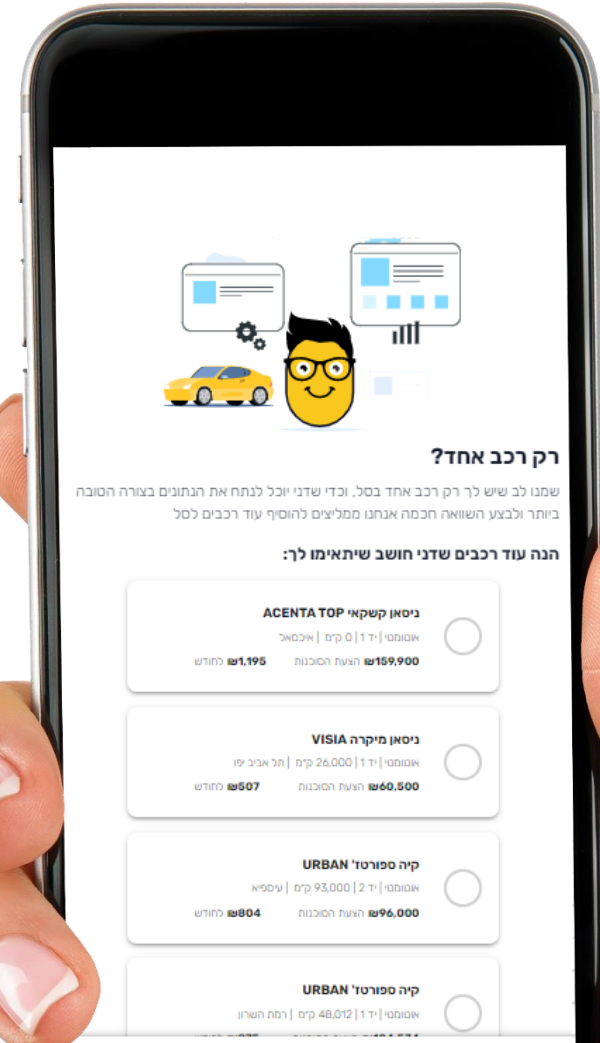 רק רכב אחד?
שמנו לב שיש לך רק רכב אחד בסל, וכדי שדני יוכל לנתח את הנתונים בצורה הטובה
ביותר ולבצע השוואה חכמה אנחנו ממליצים להוסיף עוד רכבים לסל
הנה עוד רכבים שדני חושב שיתאימו לך:
ניסאן קשקאי ACENTA TOP
אוטומטי | יד 1 | 0 ק״מ | איכסאל
₪159,900 הצעת הסוכנות ₪1,195 לחודש
ניסאן מיקרה VISIA
אוטומטי | יד 1 | 26,000 ק״מ | תל אביב יפו
₪60,500 הצעת הסוכנות ₪507 לחודש
קיה ספורטז' URBAN
אוטומטי | יד 2 | 93,000 ק״מ | עיספיא
₪96,000 הצעת הסוכנות ₪804 לחודש
קיה ספורטז' URBAN
אוטומטי | יד 1 | 48,012 ק״מ | רמת השרון